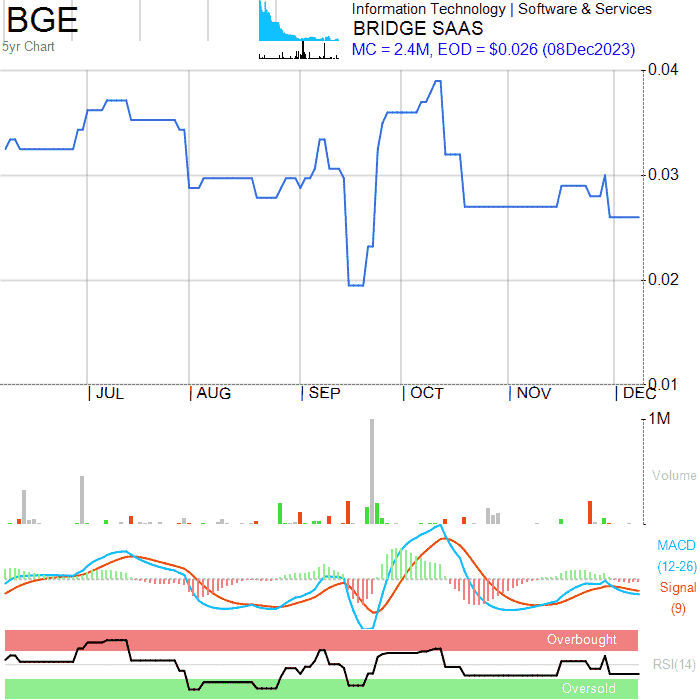 BGE
5yr Chart
Information Technology | Software & Services
BRIDGE SAAS
MC = 2.4M, EOD = $0.026 (08Dec2023)
0.04
0.03
0.02
0.01
JUL
AUG
SEP
OCT
NOV
DEC
1M
Volume
MACD
(12-26)
Signal
(9)
Overbought
RSI(14)
Oversold